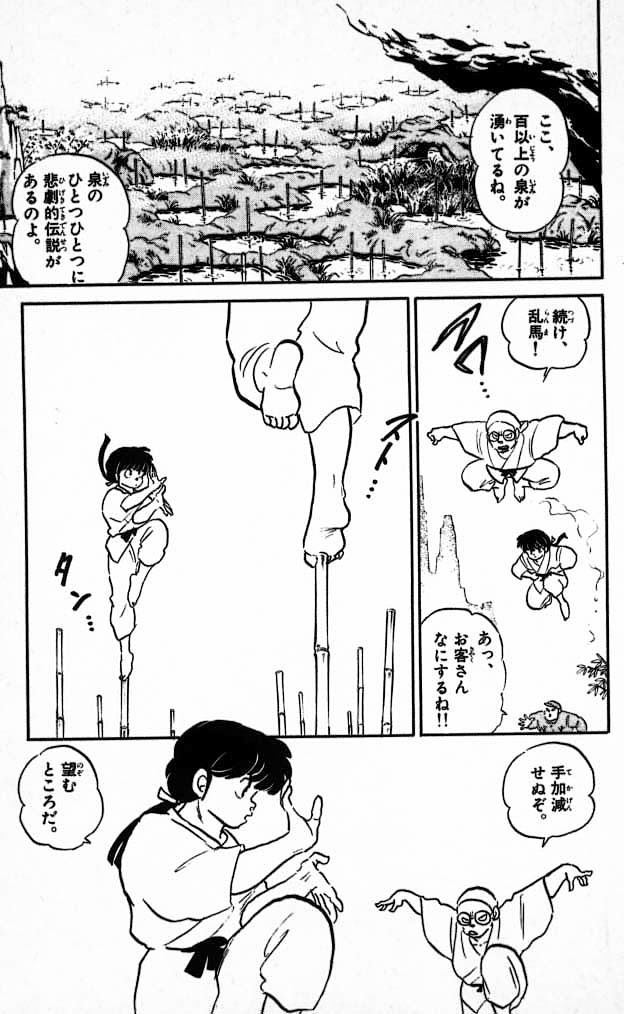 ここ、
百以上の泉が
湧いてるね。
泉の
ひとつひとつに
悲劇的伝説が
あるのよ。
続け、
乱馬!
バッ…
あっ、
お客さん
なにするね!!
ストー…
タン…
手加減
せぬぞ。
望む
ところだ。